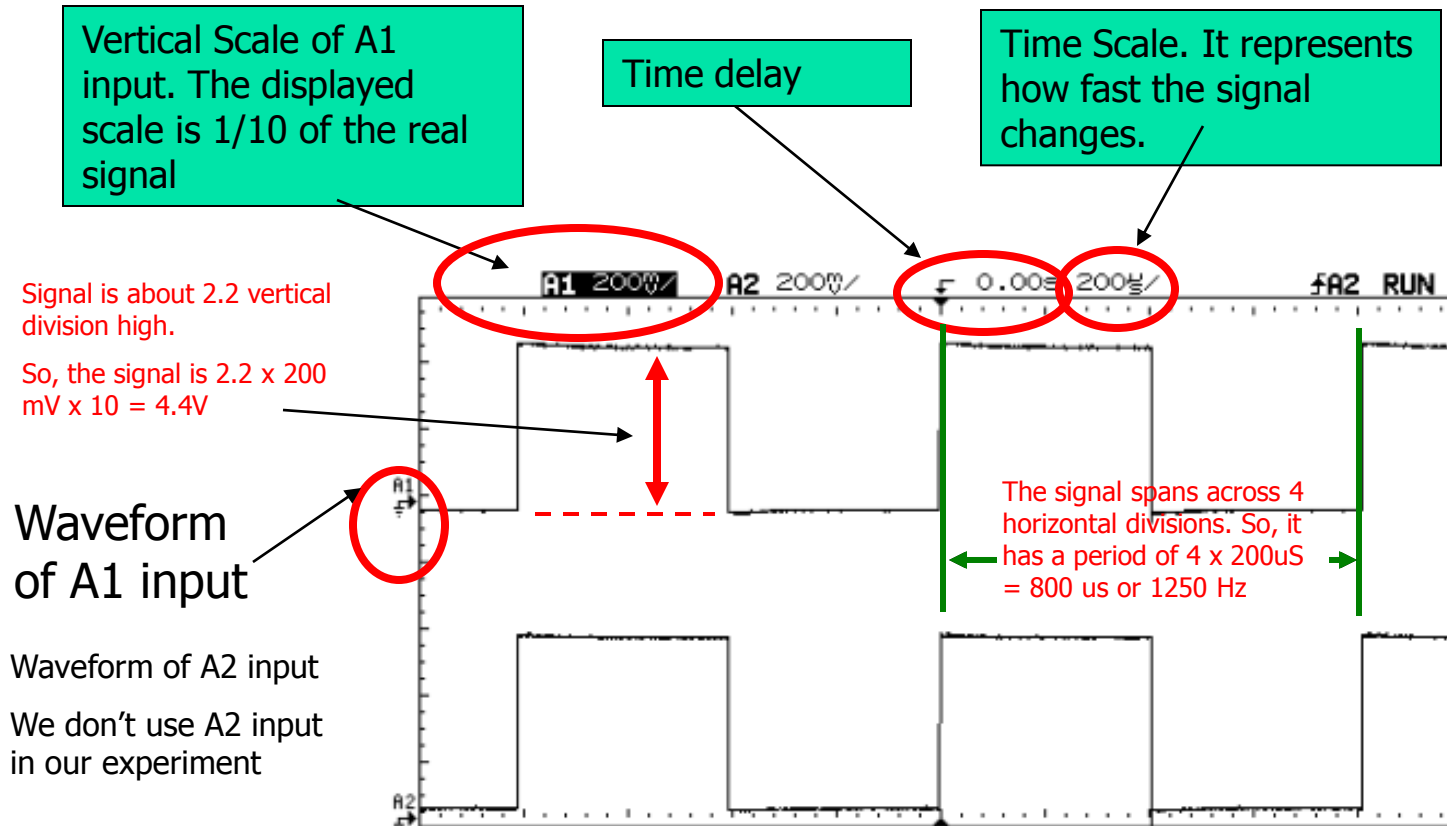 Vertical Scale of A1
input. The displayed
scale is 1/10 of the real
signal
Time delay
Time Scale. It represents
how fast the signal
changes.
A1 200mV/
A2 200mV/
0.00s
200µs/
A2 RUN
Signal is about 2.2 vertical
division high.
So, the signal is 2.2 x 200
mV x 10 = 4.4V
A1
Waveform
of A1 input
The signal spans across 4
horizontal divisions. So, it
has a period of 4 x 200uS
= 800 us or 1250 Hz
Waveform of A2 input
We don’t use A2 input
in our experiment
A2